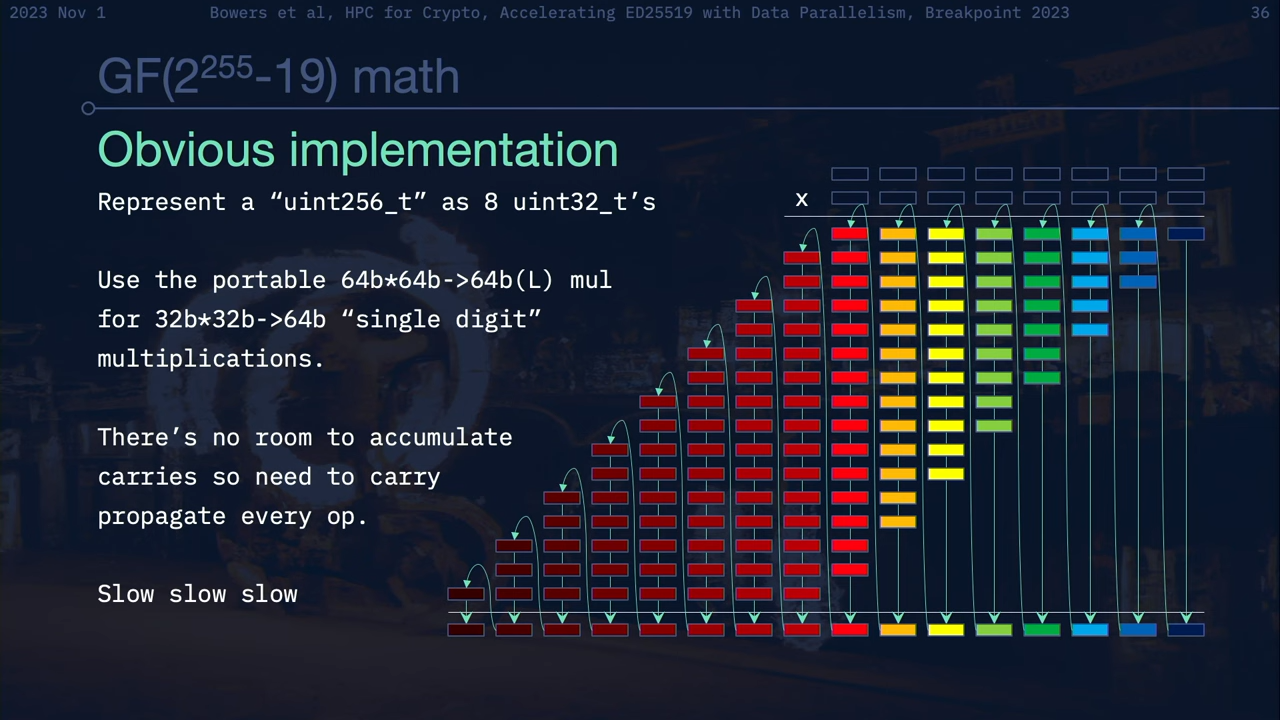 2023 Nov 1
Bowers et al, HPC for Crypto, Accelerating ED25519 with Data Parallelism, Breakpoint 2023
36
GF(2²⁵⁵-19) math
Obvious implementation
Represent a “uint256_t” as 8 uint32_t’s
Use the portable 64b*64b->64b(L) mul
for 32b*32b->64b “single digit”
multiplications.
There’s no room to accumulate
carries so need to carry
propagate every op.
Slow slow slow
x